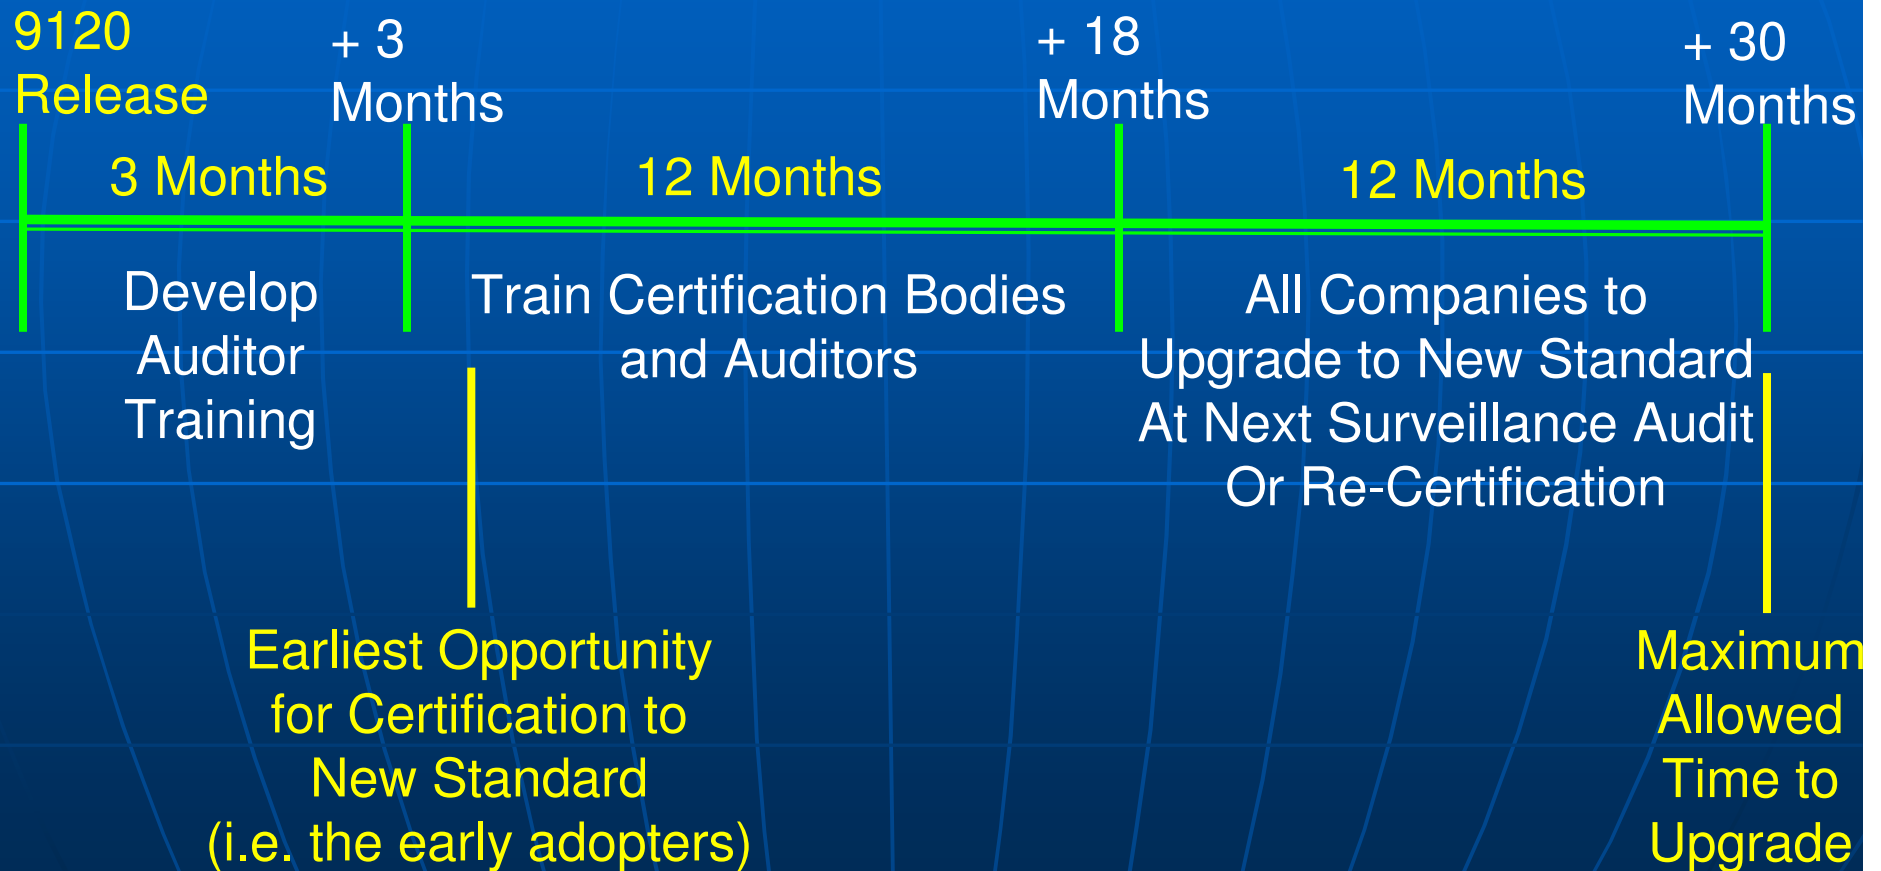 9120
Release
+ 3
Months
+ 18
Months
+ 30
Months
3 Months
12 Months
12 Months
Develop
Auditor
Training
Train Certification Bodies
and Auditors
All Companies to
Upgrade to New Standard
At Next Surveillance Audit
Or Re-Certification
Earliest Opportunity
for Certification to
New Standard
(i.e. the early adopters)
Maximum
Allowed
Time to
Upgrade